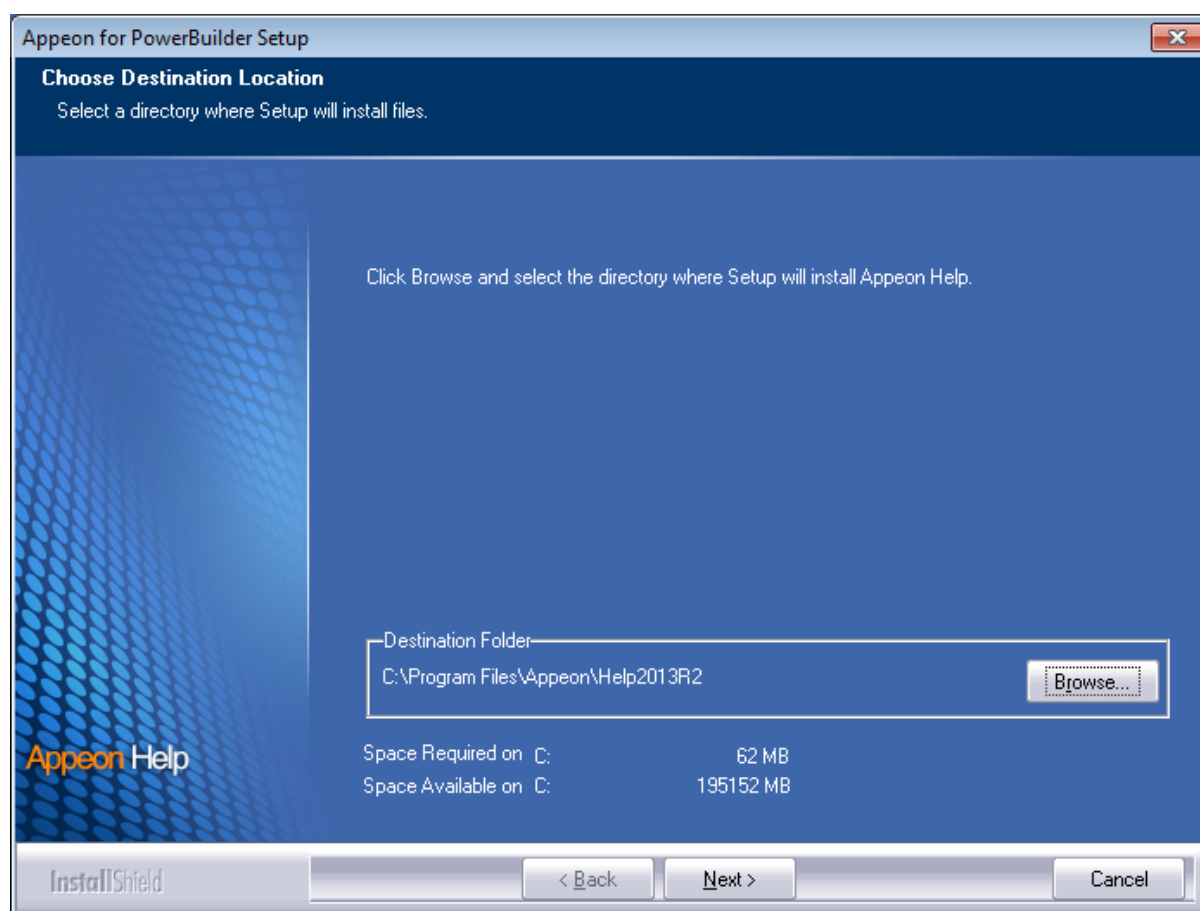 Appeon for PowerBuilder Setup
Choose Destination Location
Select a directory where Setup will install files.
Click Browse and select the directory where Setup will install Appeon Help.
Destination Folder
C:\Program Files\Appeon\Help2013R2
Browse...
Appeon Help
Space Required on C: 62 MB
Space Available on C: 195152 MB
InstallShield
< Back
Next >
Cancel